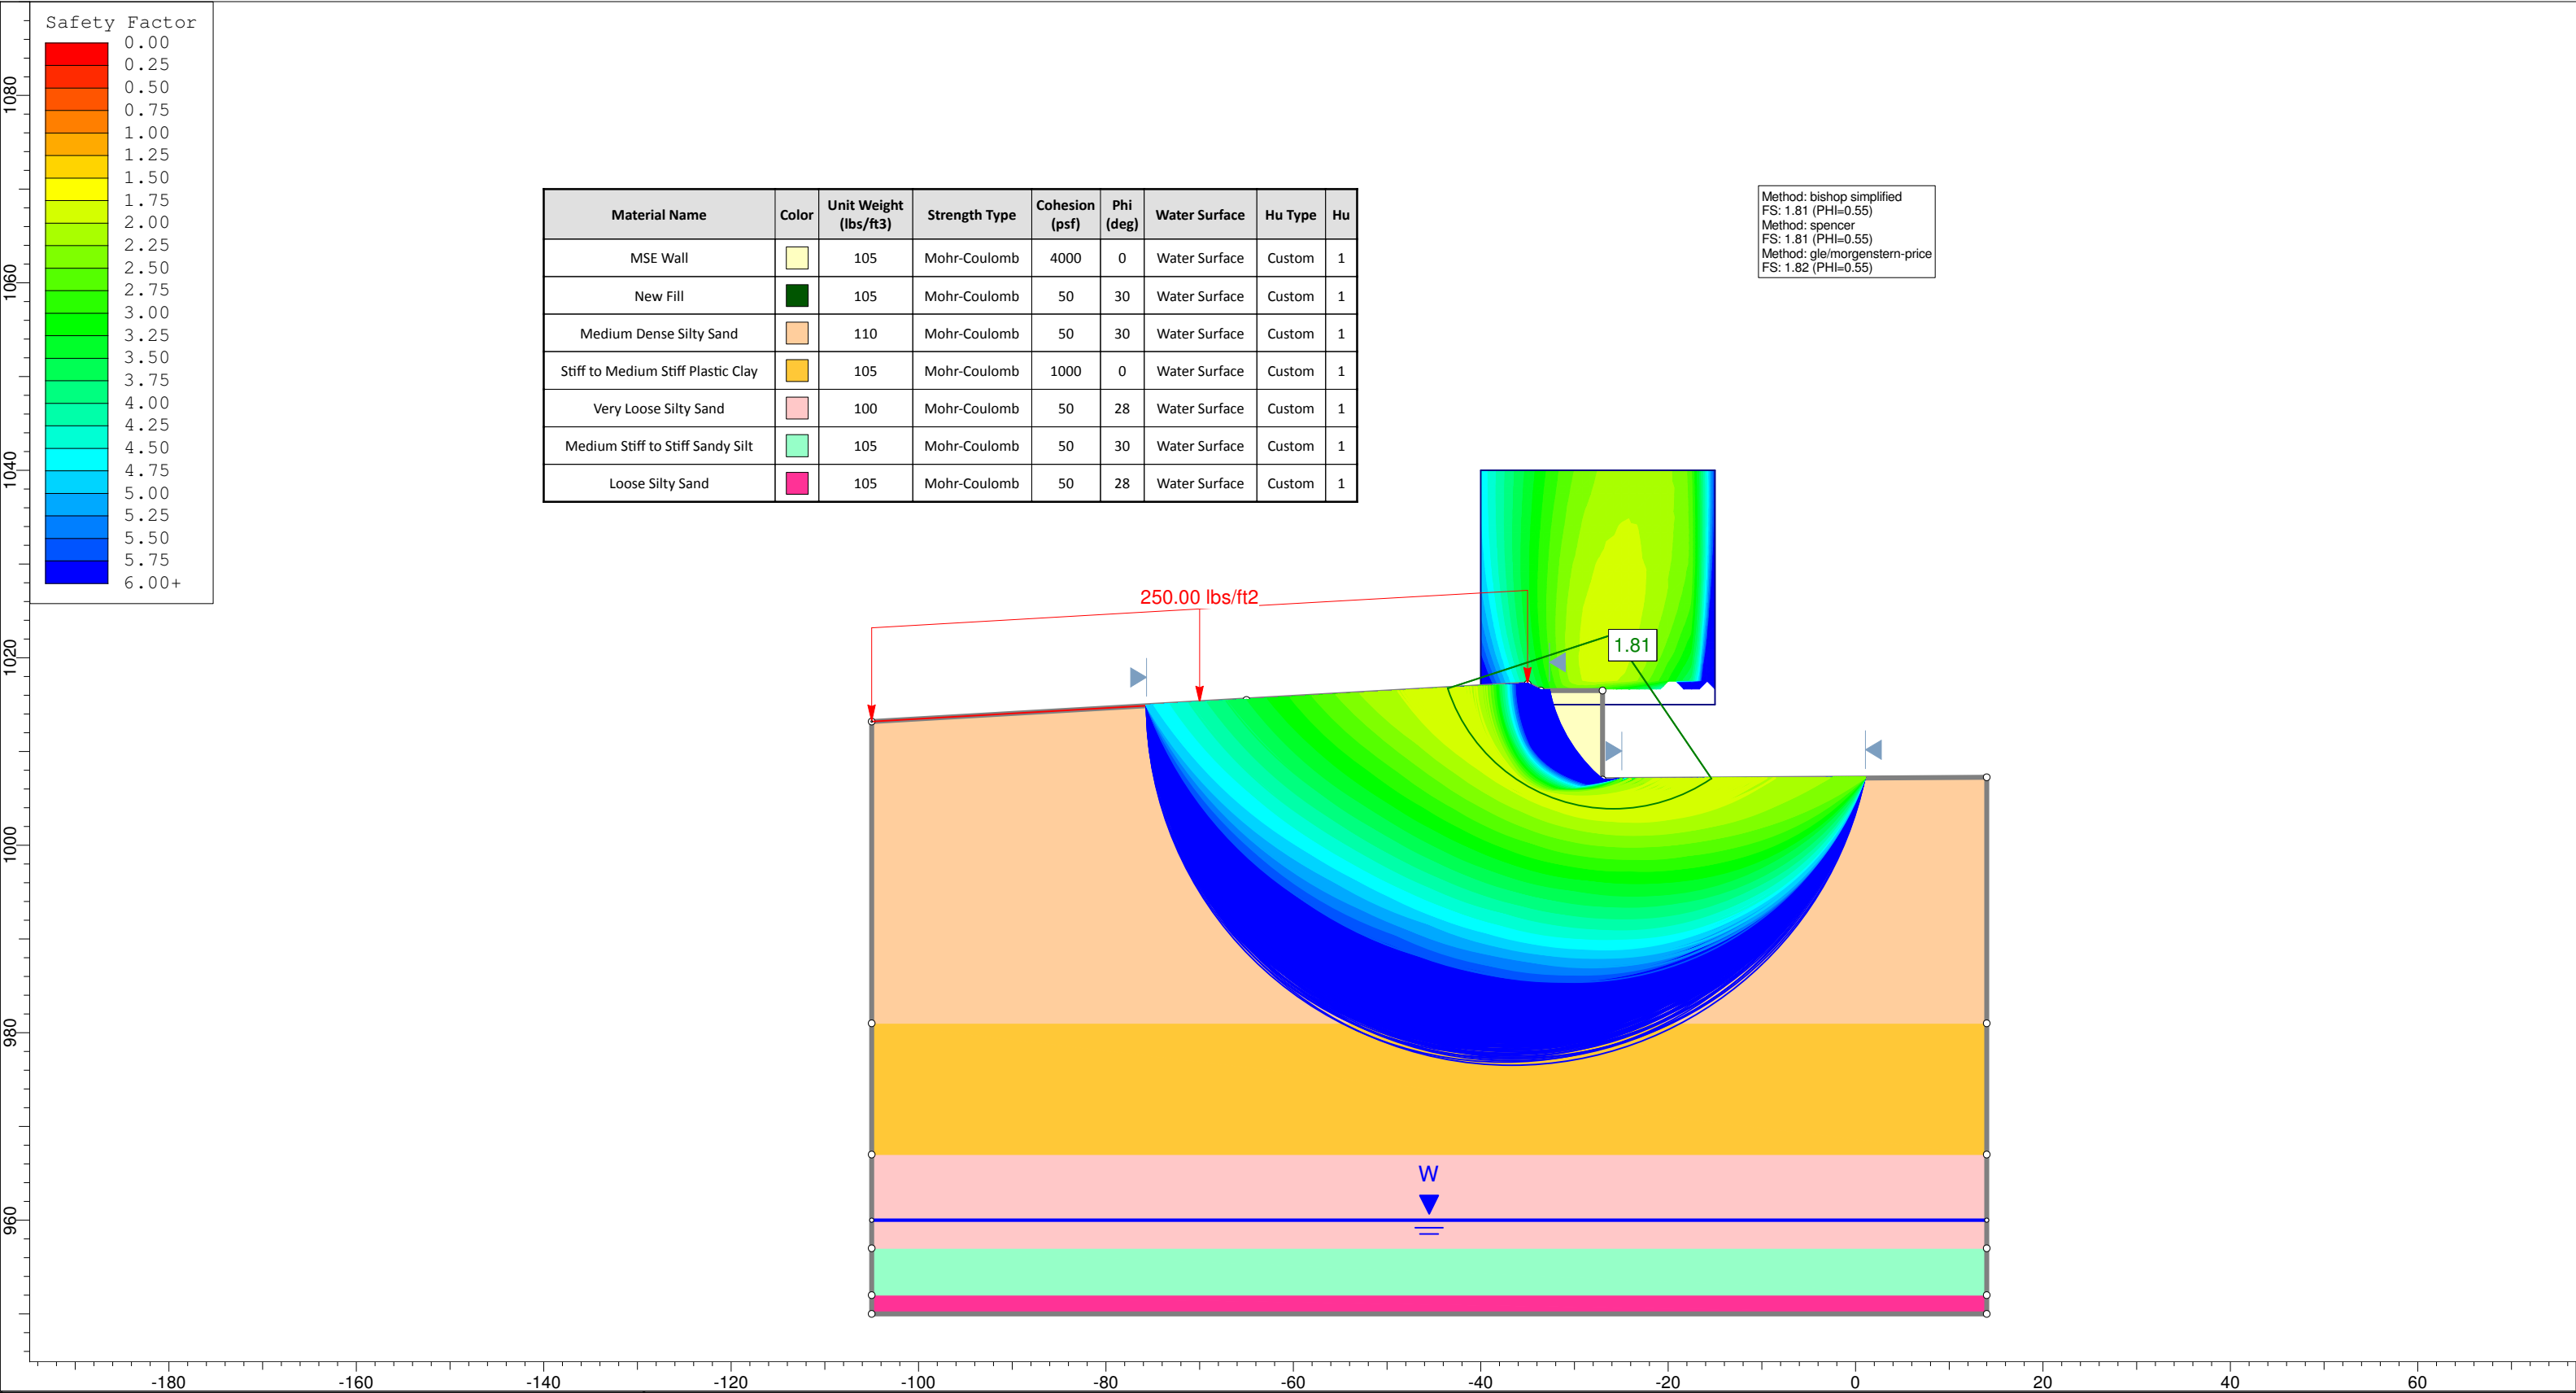 Safety Factor
0.00
0.25
0.50
0.75
1.00
1.25
1.50
1.75
2.00
2.25
2.50
2.75
3.00
3.25
3.50
3.75
4.00
4.25
4.50
4.75
5.00
5.25
5.50
5.75
6.00+
Material Name Color Unit Weight (lbs/ft3) Strength Type Cohesion (psf) Phi (deg) Water Surface Hu Type Hu
MSE Wall 105 Mohr-Coulomb 4000 0 Water Surface Custom 1
New Fill 105 Mohr-Coulomb 50 30 Water Surface Custom 1
Medium Dense Silty Sand 110 Mohr-Coulomb 50 30 Water Surface Custom 1
Stiff to Medium Stiff Plastic Clay 105 Mohr-Coulomb 1000 0 Water Surface Custom 1
Very Loose Silty Sand 100 Mohr-Coulomb 50 28 Water Surface Custom 1
Medium Stiff to Stiff Sandy Silt 105 Mohr-Coulomb 50 30 Water Surface Custom 1
Loose Silty Sand 105 Mohr-Coulomb 50 28 Water Surface Custom 1
Method: bishop simplified
FS: 1.81 (PHI=0.55)
Method: spencer
FS: 1.81 (PHI=0.55)
Method: gle/morgenstern-price
FS: 1.82 (PHI=0.55)
250.00 lbs/ft2
1.81
W
1080
1060
1040
1020
1000
980
960
-180 -160 -140 -120 -100 -80 -60 -40 -20 0 20 40 60